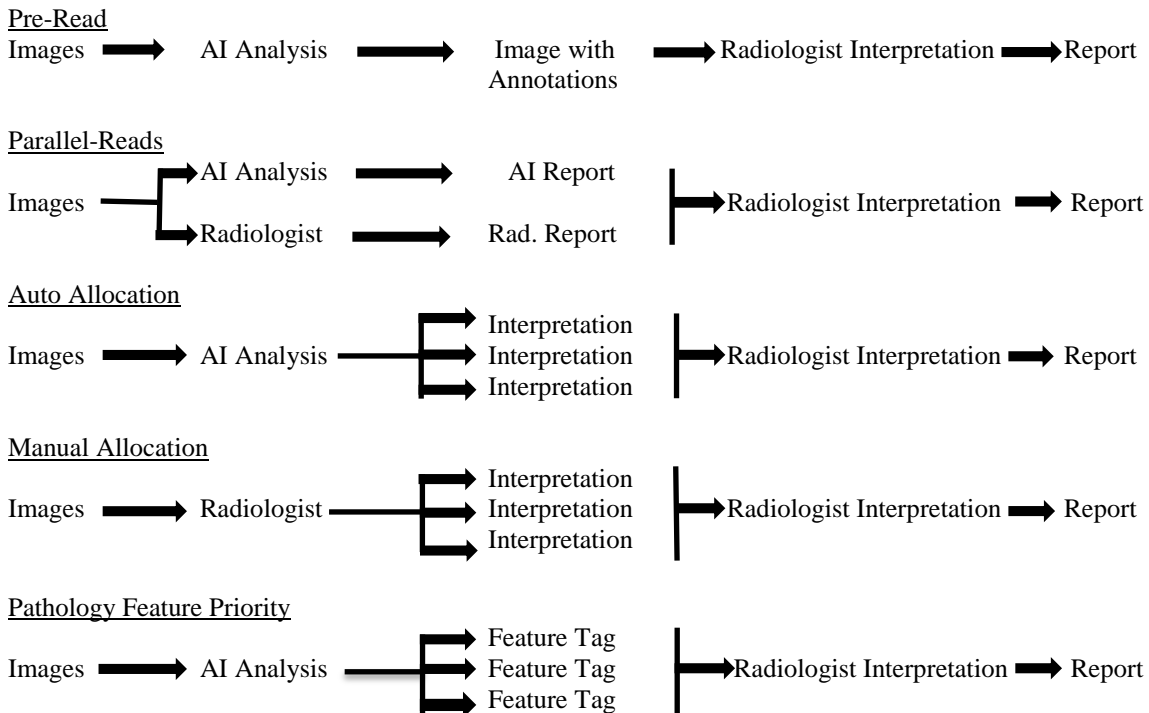 Pre-Read
Images AI Analysis Image with Annotations Radiologist Interpretation Report
Parallel-Reads
AI Analysis AI Report
Images Radiologist Interpretation Report
Radiologist Rad. Report
Auto Allocation
Interpretation
Images AI Analysis Interpretation Radiologist Interpretation Report
Interpretation
Manual Allocation
Interpretation
Images Radiologist Interpretation Radiologist Interpretation Report
Interpretation
Pathology Feature Priority
Feature Tag
Images AI Analysis Feature Tag Radiologist Interpretation Report
Feature Tag